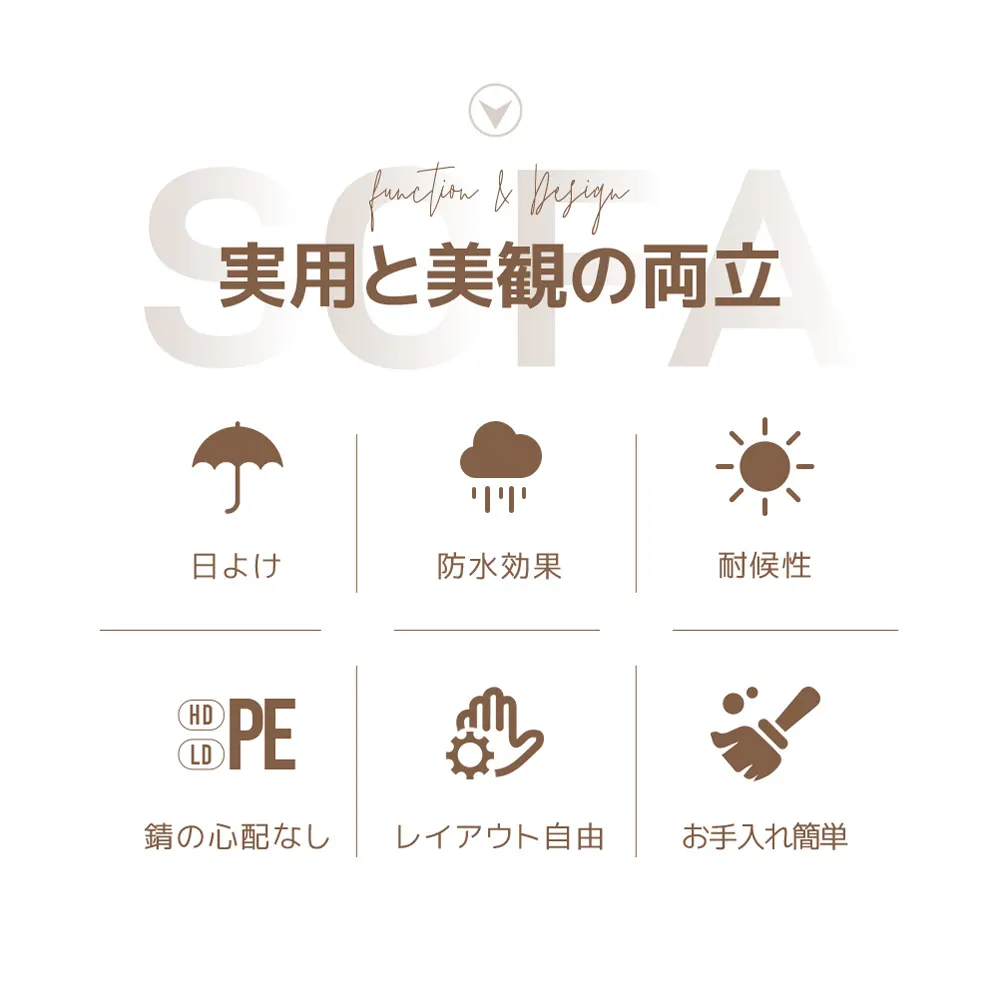 SOFA
function & Design
実用と美観の両立
日よけ
防水効果
耐候性
HD
LD
PE
錆の心配なし
レイアウト自由
お手入れ簡単